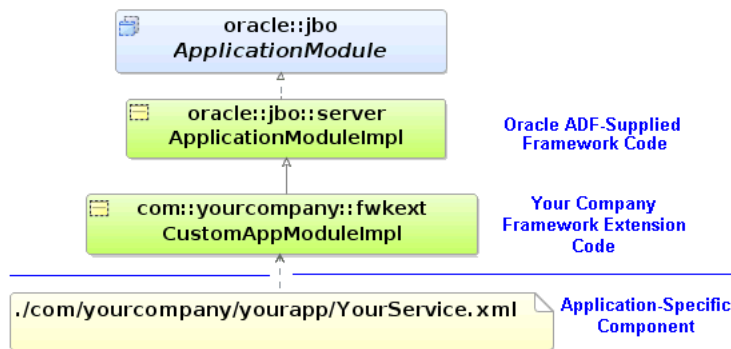 oracle::jbo
ApplicationModule
oracle::jbo::server
ApplicationModuleImpl
Oracle ADF-Supplied
Framework Code
com::yourcompany::fwkext
CustomAppModuleImpl
Your Company
Framework Extension
Code
./com/yourcompany/yourapp/YourService.xml
Application-Specific
Component